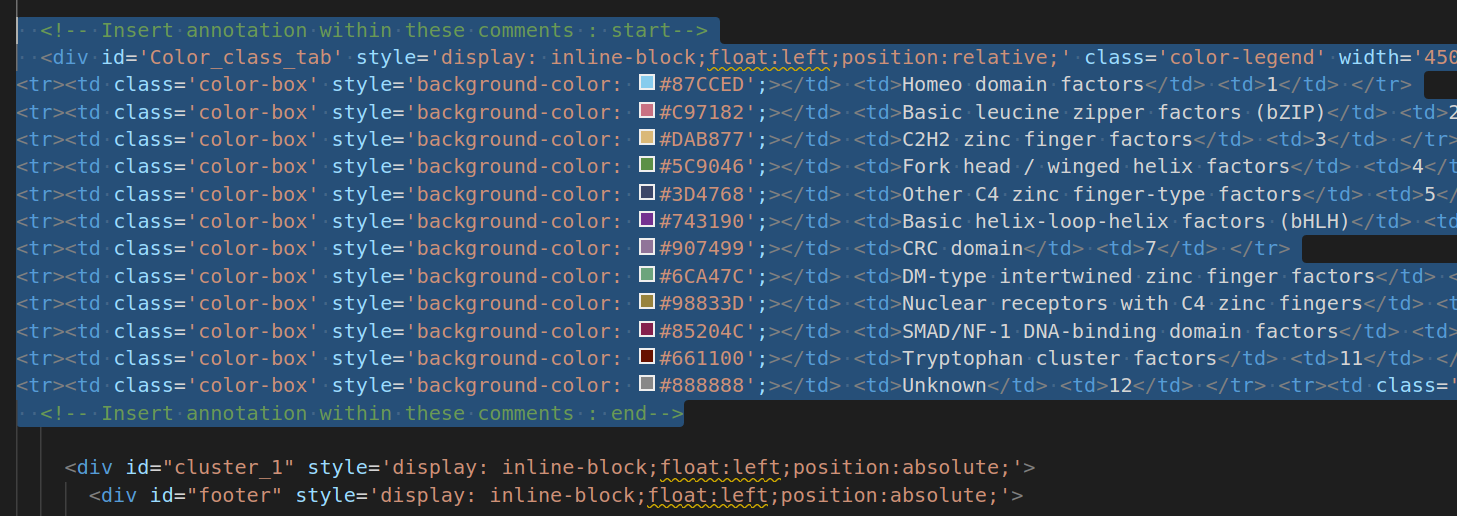 <!-- Insert annotation within these comments : start-->
<div id='Color_class_tab' style='display: inline-block;float:left;position:relative;' class='color-legend' width='450
<tr><td class='color-box' style='background-color: #87CCED';></td> <td>Homeo domain factors</td> <td>1</td> </tr>
<tr><td class='color-box' style='background-color: #C97182';></td> <td>Basic leucine zipper factors (bZIP)</td> <td>2
<tr><td class='color-box' style='background-color: #DAB877';></td> <td>C2H2 zinc finger factors</td> <td>3</td> </tr>
<tr><td class='color-box' style='background-color: #5C9046';></td> <td>Fork head / winged helix factors</td> <td>4</t
<tr><td class='color-box' style='background-color: #3D4768';></td> <td>Other C4 zinc finger-type factors</td> <td>5</
<tr><td class='color-box' style='background-color: #743190';></td> <td>Basic helix-loop-helix factors (bHLH)</td> <td
<tr><td class='color-box' style='background-color: #907499';></td> <td>CRC domain</td> <td>7</td> </tr>
<tr><td class='color-box' style='background-color: #6CA47C';></td> <td>DM-type intertwined zinc finger factors</td> <
<tr><td class='color-box' style='background-color: #98833D';></td> <td>Nuclear receptors with C4 zinc fingers</td> <t
<tr><td class='color-box' style='background-color: #85204C';></td> <td>SMAD/NF-1 DNA-binding domain factors</td> <td>
<tr><td class='color-box' style='background-color: #661100';></td> <td>Tryptophan cluster factors</td> <td>11</td> </
<tr><td class='color-box' style='background-color: #888888';></td> <td>Unknown</td> <td>12</td> </tr> <tr><td class='
<!-- Insert annotation within these comments : end-->
<div id="cluster_1" style='display: inline-block;float:left;position:absolute;'>
<div id="footer" style='display: inline-block;float:left;position:absolute;'>